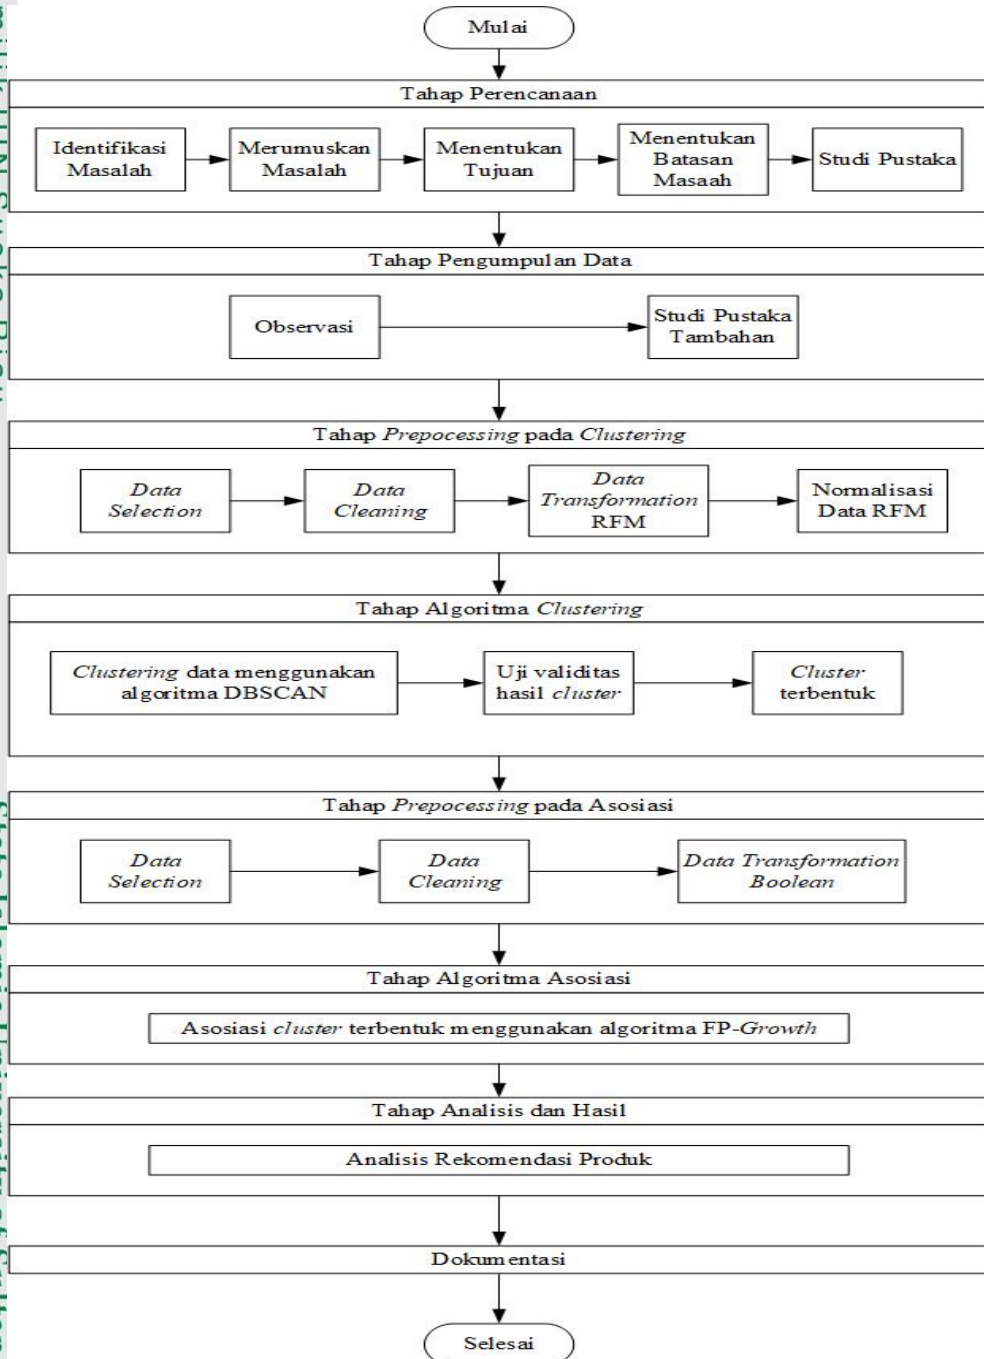 Mulai
Tahap Perencanaan
Identifikasi
Masalah
Merumuskan
Masalah
Menentukan
Tujuan
Menentukan
Batasan
Masaah
Studi Pustaka
Tahap Pengumpulan Data
Observasi
Studi Pustaka
Tambahan
Tahap Prepocessing pada Clustering
Data
Selection
Data
Cleaning
Data
Transformation
RFM
Normalisasi
Data RFM
Tahap Algoritma Clustering
Clustering data menggunakan
algoritma DBSCAN
Uji validitas
hasil cluster
Cluster
terbentuk
Tahap Prepocessing pada Asosiasi
Data
Selection
Data
Cleaning
Data Transformation
Boolean
Tahap Algoritma Asosiasi
Asosiasi cluster terbentuk menggunakan algoritma FP-Growth
Tahap Analisis dan Hasil
Analisis Rekomendasi Produk
Dokumentasi
Selesai